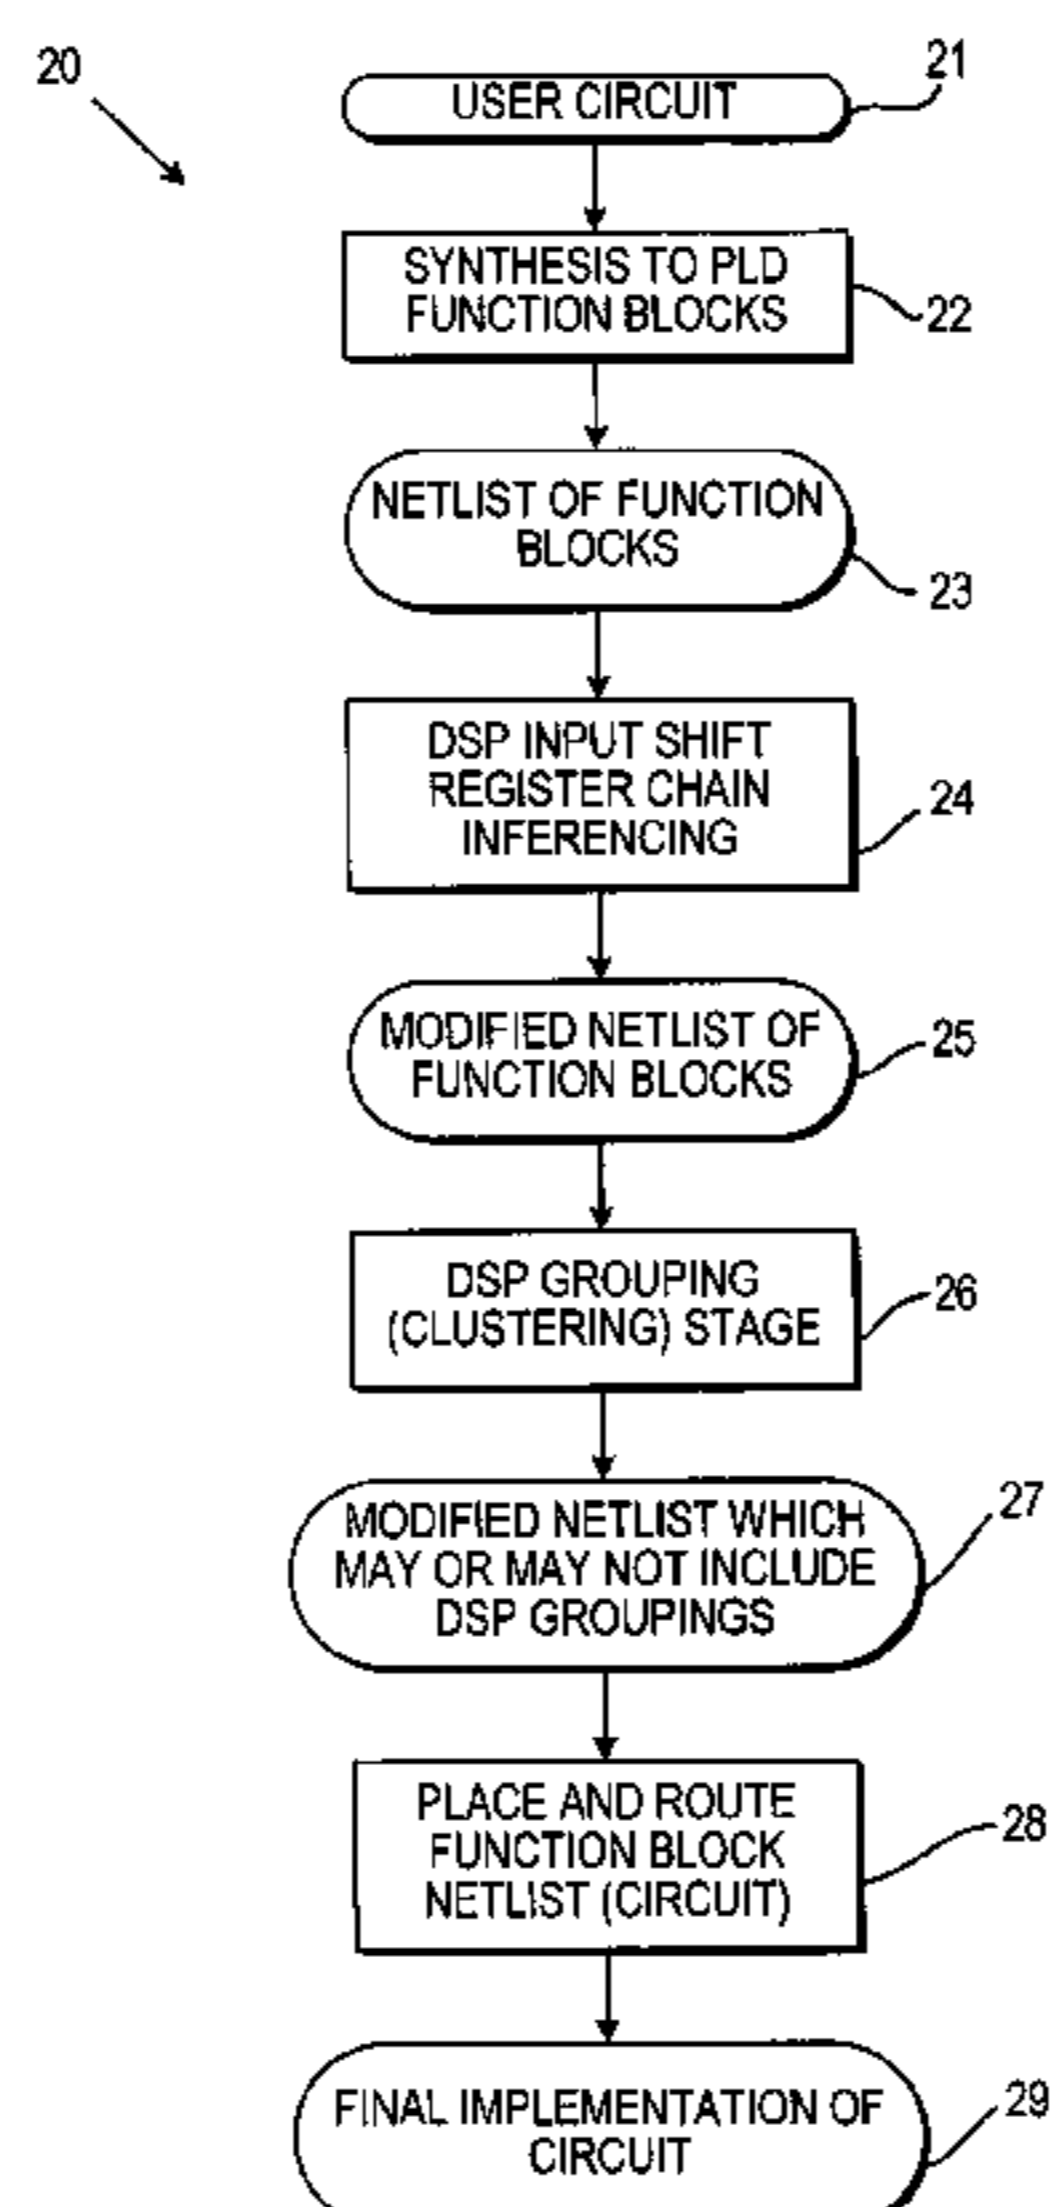 20
21
USER CIRCUIT
SYNTHESIS TO PLD
FUNCTION BLOCKS
22
NETLIST OF FUNCTION
BLOCKS
23
DSP INPUT SHIFT
REGISTER CHAIN
INFERENCING
24
MODIFIED NETLIST OF
FUNCTION BLOCKS
25
DSP GROUPING
(CLUSTERING) STAGE
26
MODIFIED NETLIST WHICH
MAY OR MAY NOT INCLUDE
DSP GROUPINGS
27
PLACE AND ROUTE
FUNCTION BLOCK
NETLIST (CIRCUIT)
28
FINAL IMPLEMENTATION OF
CIRCUIT
29